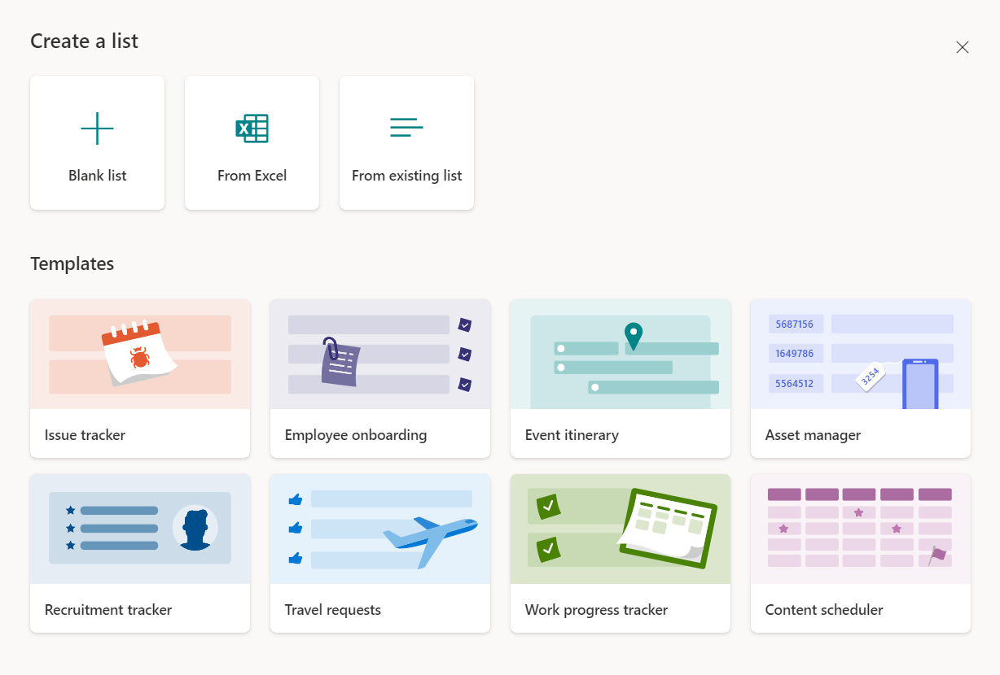 Create a list
Blank list
X
From Excel
From existing list
Templates
5687156
1649786
5564512
3254
Issue tracker
Employee onboarding
Event itinerary
Asset manager
Recruitment tracker
Travel requests
Work progress tracker
Content scheduler